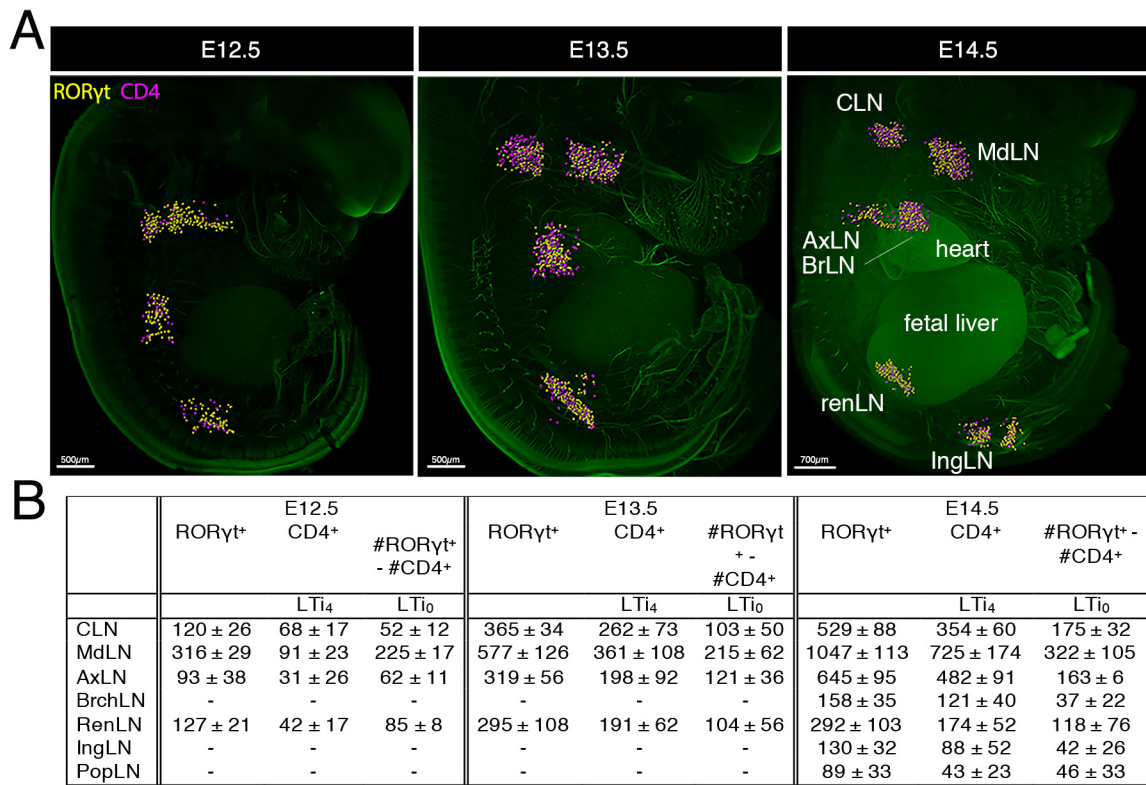 A
E12.5 E13.5 E14.5
RORγt CD4
CLN
MdLN
AxLN
BrLN
heart
fetal liver
renLN
IngLN
500µm 500µm 700µm
B
E12.5 E13.5 E14.5
RORγt⁺ CD4⁺ #RORγt⁺ - #CD4⁺ RORγt⁺ CD4⁺ #RORγt ⁺ - #CD4⁺ RORγt⁺ CD4⁺ #RORγt⁺ - #CD4⁺
LTi₄ LTi₀ LTi₄ LTi₀ LTi₄ LTi₀
CLN 120 ± 26 68 ± 17 52 ± 12 365 ± 34 262 ± 73 103 ± 50 529 ± 88 354 ± 60 175 ± 32
MdLN 316 ± 29 91 ± 23 225 ± 17 577 ± 126 361 ± 108 215 ± 62 1047 ± 113 725 ± 174 322 ± 105
AxLN 93 ± 38 31 ± 26 62 ± 11 319 ± 56 198 ± 92 121 ± 36 645 ± 95 482 ± 91 163 ± 6
BrchLN - - - - - - 158 ± 35 121 ± 40 37 ± 22
RenLN 127 ± 21 42 ± 17 85 ± 8 295 ± 108 191 ± 62 104 ± 56 292 ± 103 174 ± 52 118 ± 76
IngLN - - - - - - 130 ± 32 88 ± 52 42 ± 26
PopLN - - - - - - 89 ± 33 43 ± 23 46 ± 33